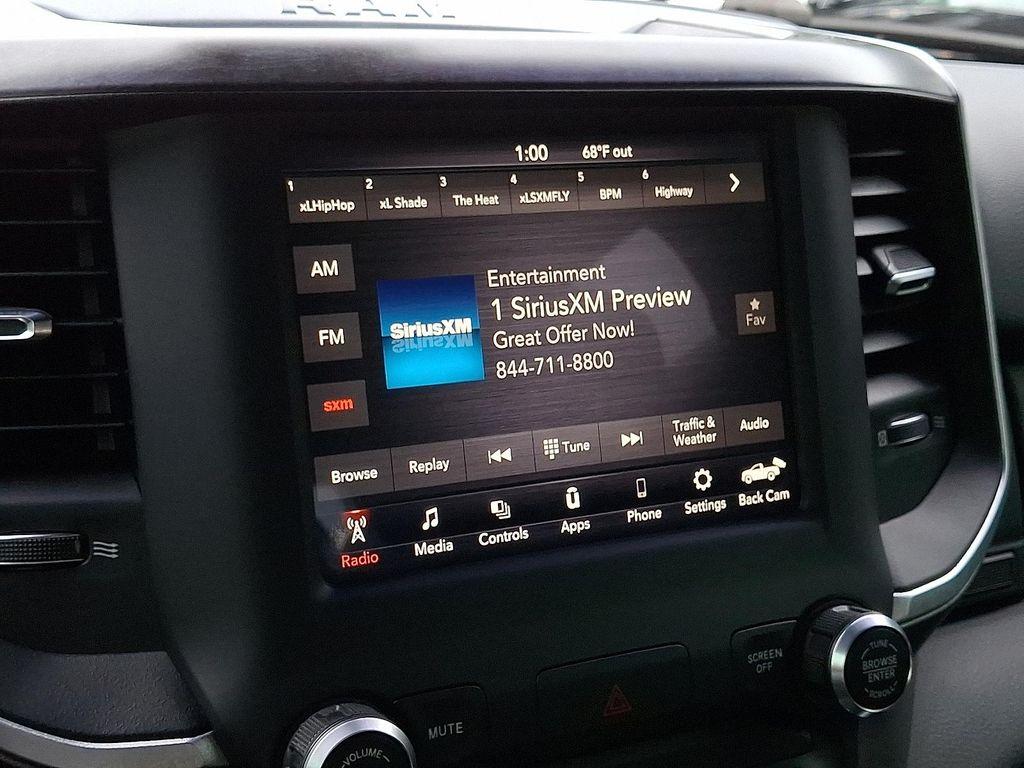 RAM
1:00 68°F out
1 xLHipHop 2 xL Shade 3 The Heat 4 xLSXMFLY 5 BPM 6 Highway
AM
FM
sxm
SiriusXM
Entertainment
1 SiriusXM Preview
Great Offer Now!
844-711-8800
Fav
Browse Replay Tune Traffic & Weather Audio
Radio Media Controls Apps Phone Settings Back Cam
SCREEN
OFF
TUNE
BROWSE
ENTER
SCROLL
MUTE
VOLUME